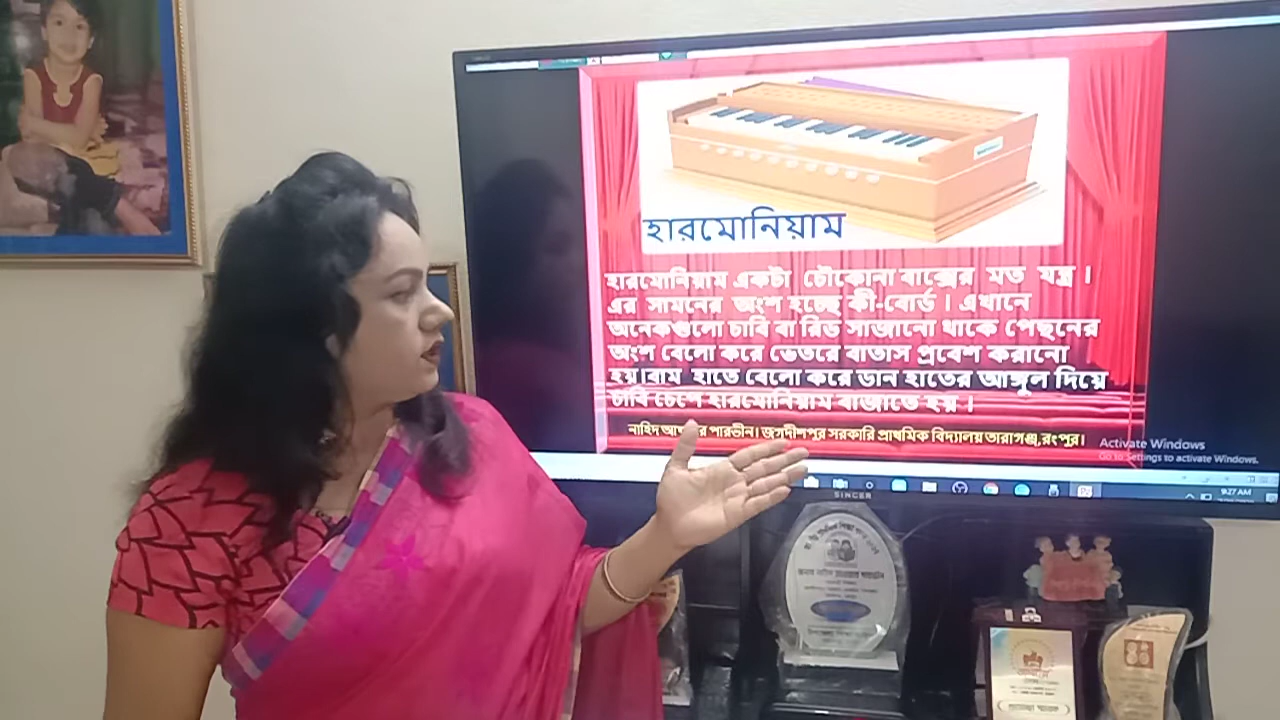 হারমোনিয়াম
হারমোনিয়াম একটা চৌকোনা বাক্সের মত যন্ত্র।
এর সামনের অংশ হচ্ছে কী-বোর্ড। এখানে
অনেকগুলো চাবি বা রিড সাজানো থাকে পেছনের
অংশ বেলো করে ভেতরে বাতাস প্রবেশ করানো
হয়।বাম হাতে বেলো করে ডান হাতের আঙ্গুল দিয়ে
চাবি চেপে হারমোনিয়াম বাজাতে হয়।
নাহিদ পারভীন। জগদীশপুর সরকারি প্রাথমিক বিদ্যালয় তারাগঞ্জ,রংপুর।
Activate Windows
Go to Settings to activate Windows.
9:27 AM
SINGER